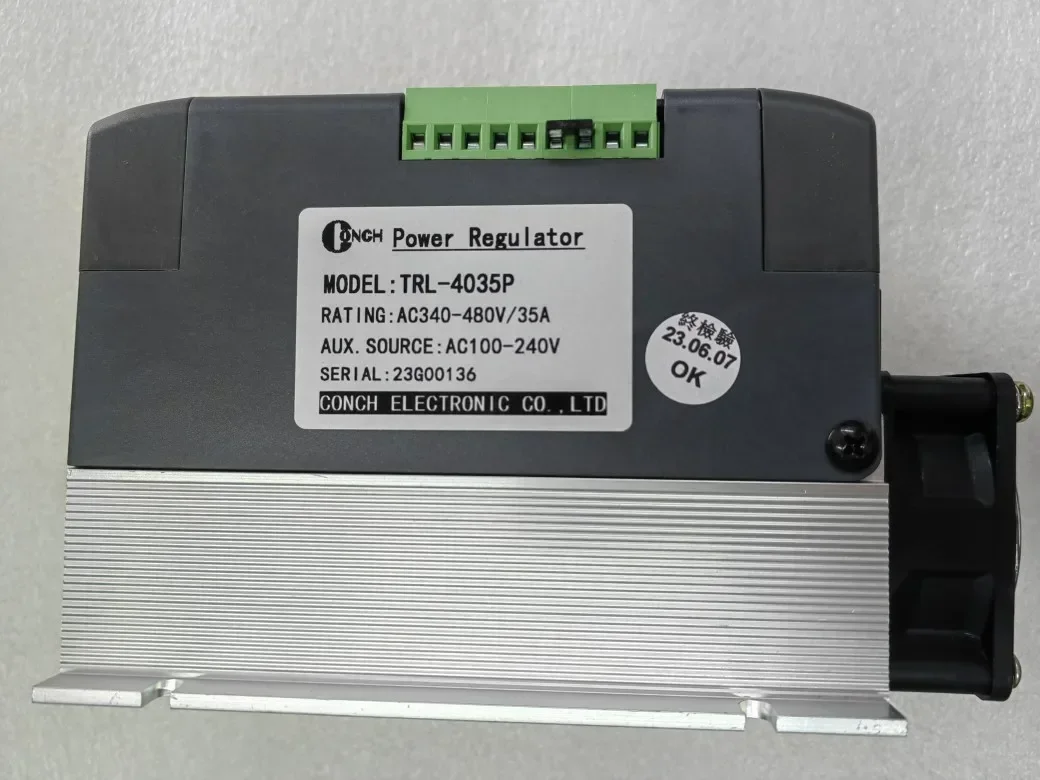 CONCH Power Regulator
MODEL:TRL-4035P
RATING:AC340-480V/35A
AUX.SOURCE:AC100-240V
SERIAL:23G00136
CONCH ELECTRONIC CO.,LTD
終檢驗
23.06.07
OK